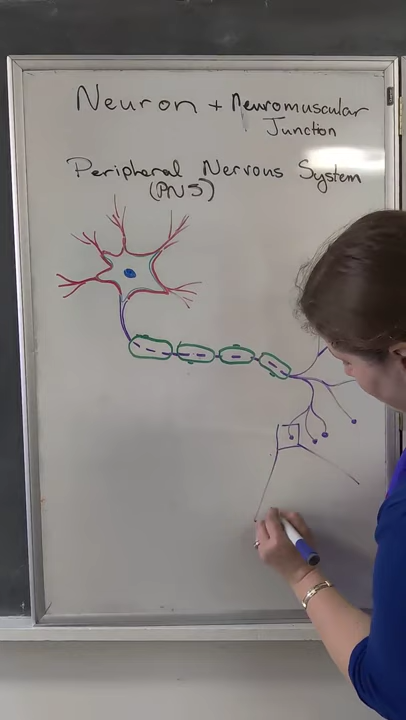 Neuron + Neuromuscular
Junction
Peripheral Nervous System
(PNS)